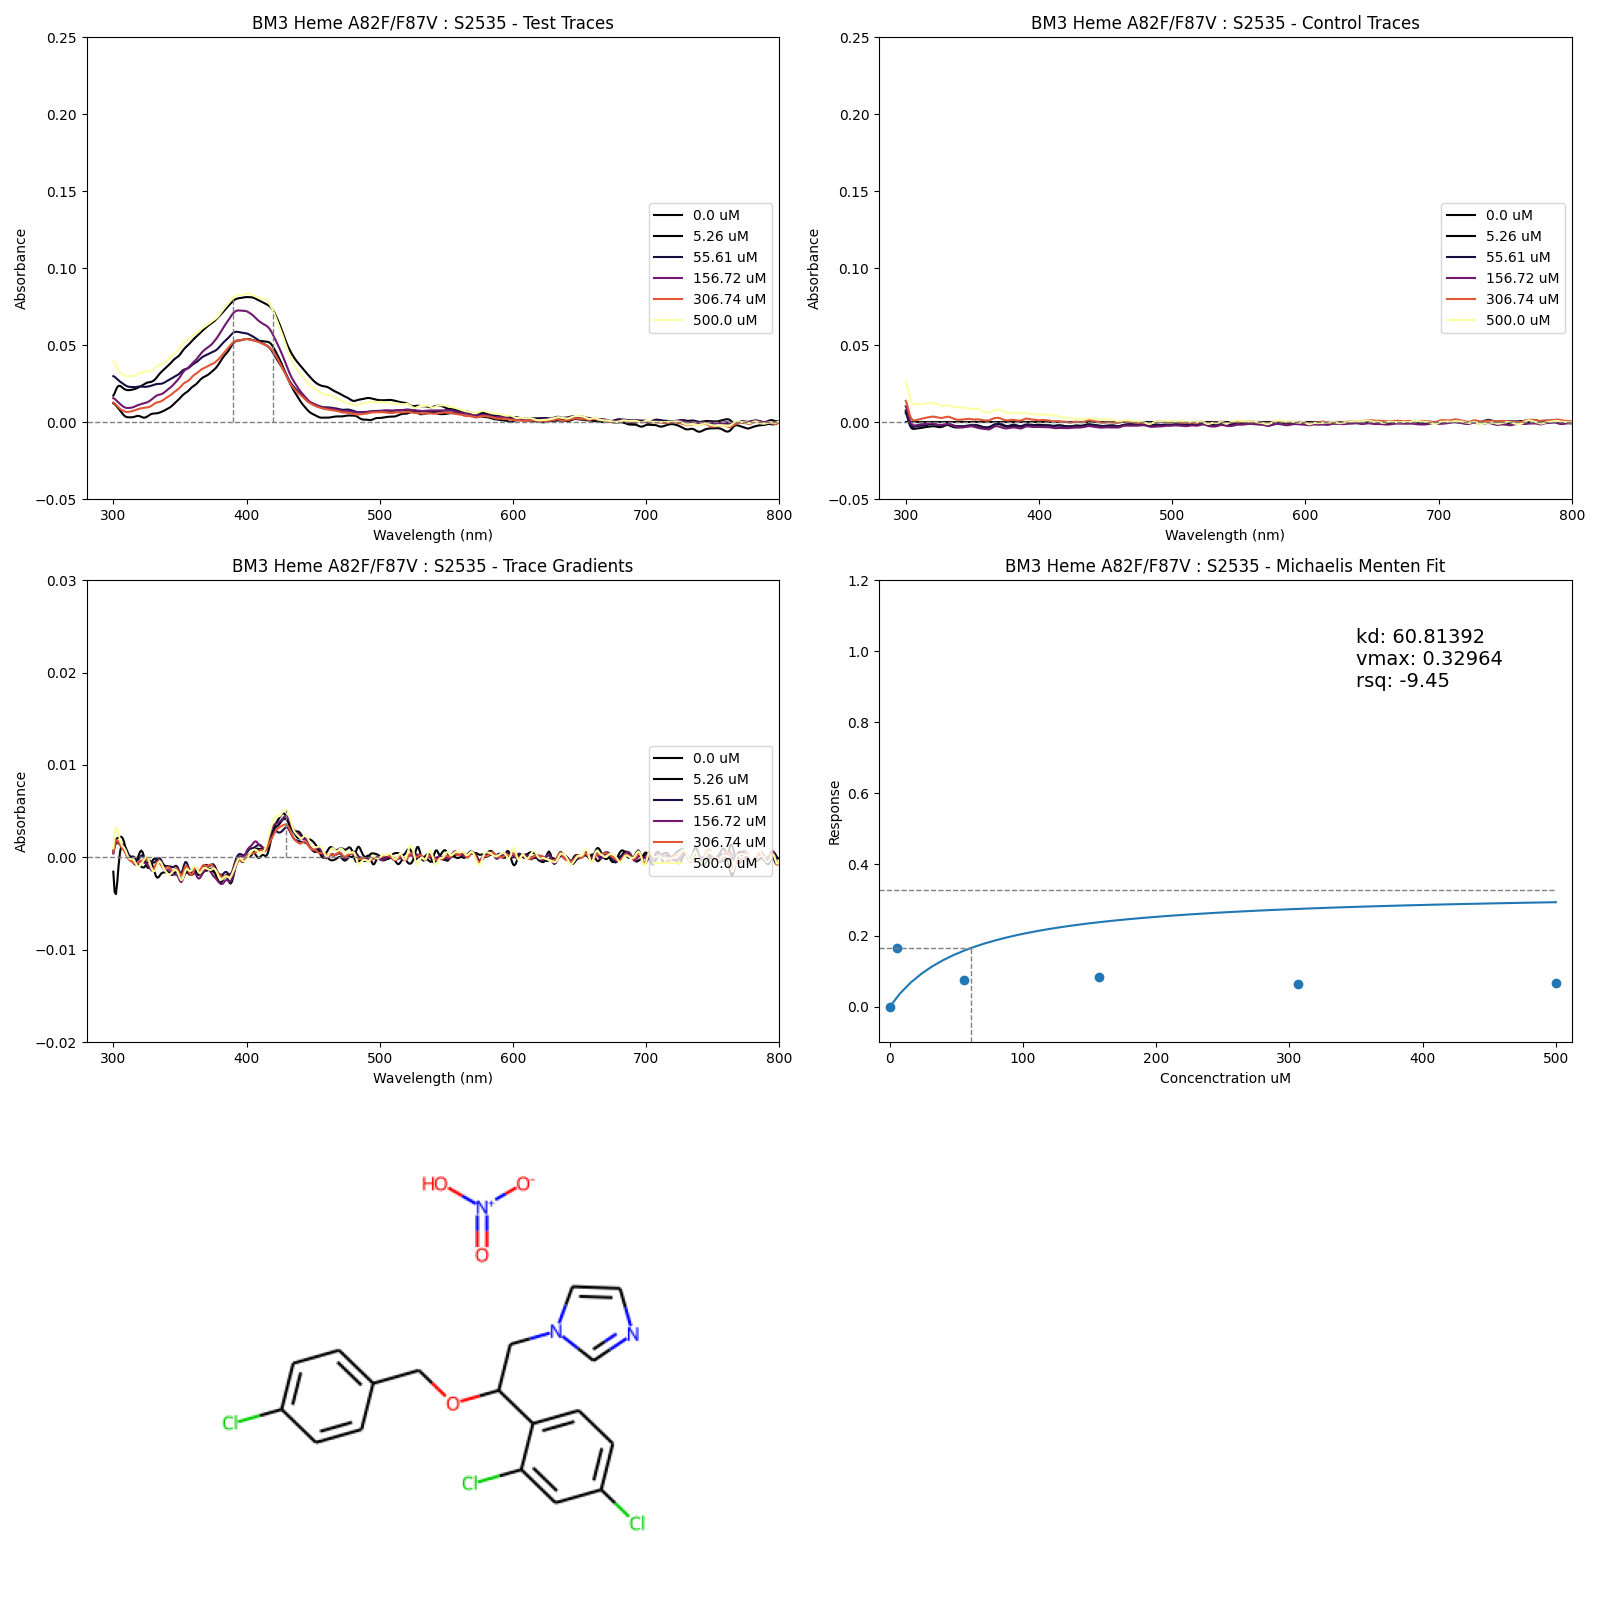 BM3 Heme A82F/F87V : S2535 - Test Traces
0.25
0.20
0.15
0.10
0.05
0.00
−0.05
Absorbance
300
400
500
600
700
800
Wavelength (nm)
0.0 uM
5.26 uM
55.61 uM
156.72 uM
306.74 uM
500.0 uM
BM3 Heme A82F/F87V : S2535 - Control Traces
0.25
0.20
0.15
0.10
0.05
0.00
−0.05
Absorbance
300
400
500
600
700
800
Wavelength (nm)
0.0 uM
5.26 uM
55.61 uM
156.72 uM
306.74 uM
500.0 uM
BM3 Heme A82F/F87V : S2535 - Trace Gradients
0.03
0.02
0.01
0.00
−0.01
−0.02
Absorbance
300
400
500
600
700
800
Wavelength (nm)
0.0 uM
5.26 uM
55.61 uM
156.72 uM
306.74 uM
500.0 uM
BM3 Heme A82F/F87V : S2535 - Michaelis Menten Fit
1.2
1.0
0.8
0.6
0.4
0.2
0.0
Response
kd: 60.81392
vmax: 0.32964
rsq: -9.45
0
100
200
300
400
500
Concenctration uM
HO
O⁻
N⁺
O
N
N
O
Cl
Cl
Cl